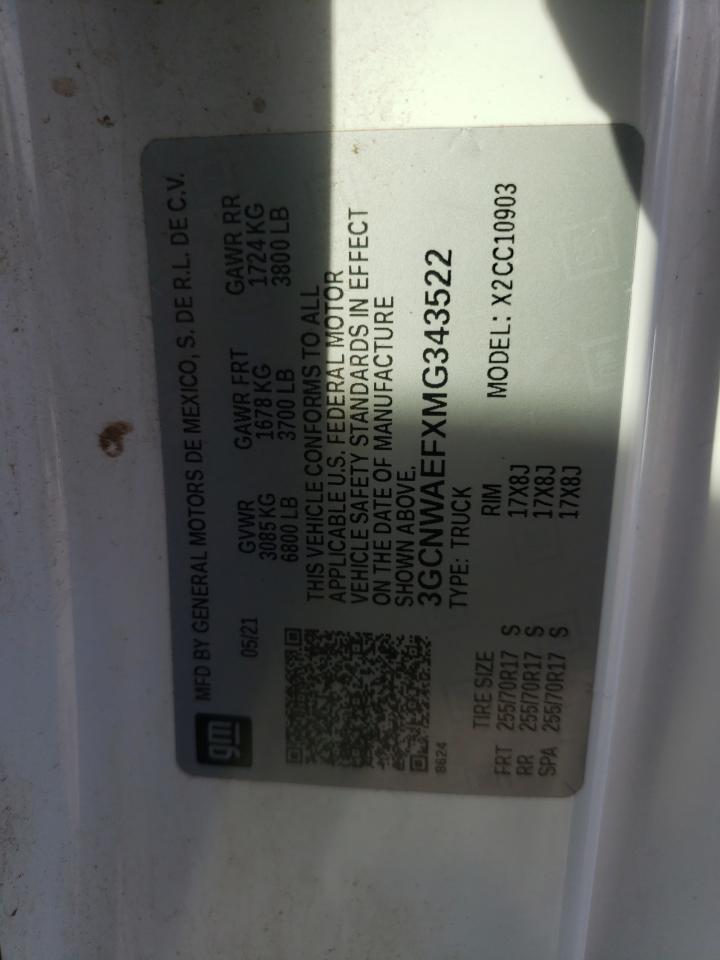 gm
MFD BY GENERAL MOTORS DE MEXICO, S. DE R.L. DE C.V.
05/21
GVWR GAWR FRT GAWR RR
3085 KG 1678 KG 1724 KG
6800 LB 3700 LB 3800 LB
THIS VEHICLE CONFORMS TO ALL
APPLICABLE U.S. FEDERAL MOTOR
VEHICLE SAFETY STANDARDS IN EFFECT
ON THE DATE OF MANUFACTURE
SHOWN ABOVE.
3GCNWAEFXMG343522
8624
TYPE: TRUCK
MODEL: X2CC10903
TIRE SIZE RIM
FRT 255/70R17 S 17X8J
RR 255/70R17 S 17X8J
SPA 255/70R17 S 17X8J